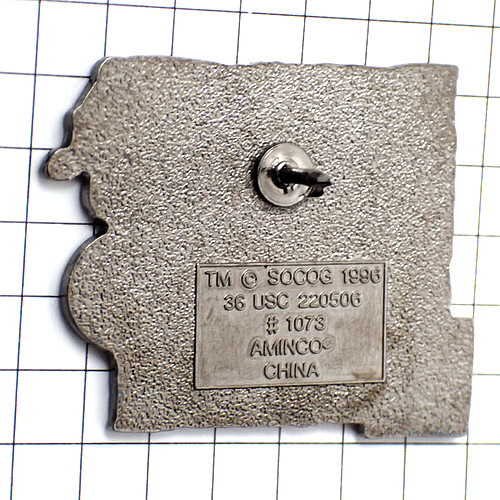 TM © SOCOG 1996
36 USC 220506
# 1073
AMINCO©
CHINA